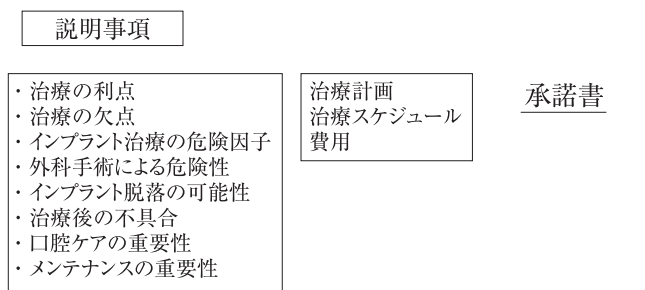 説明事項
・治療の利点
・治療の欠点
・インプラント治療の危険因子
・外科手術による危険性
・インプラント脱落の可能性
・治療後の不具合
・口腔ケアの重要性
・メンテナンスの重要性
治療計画
治療スケジュール
費用
承諾書